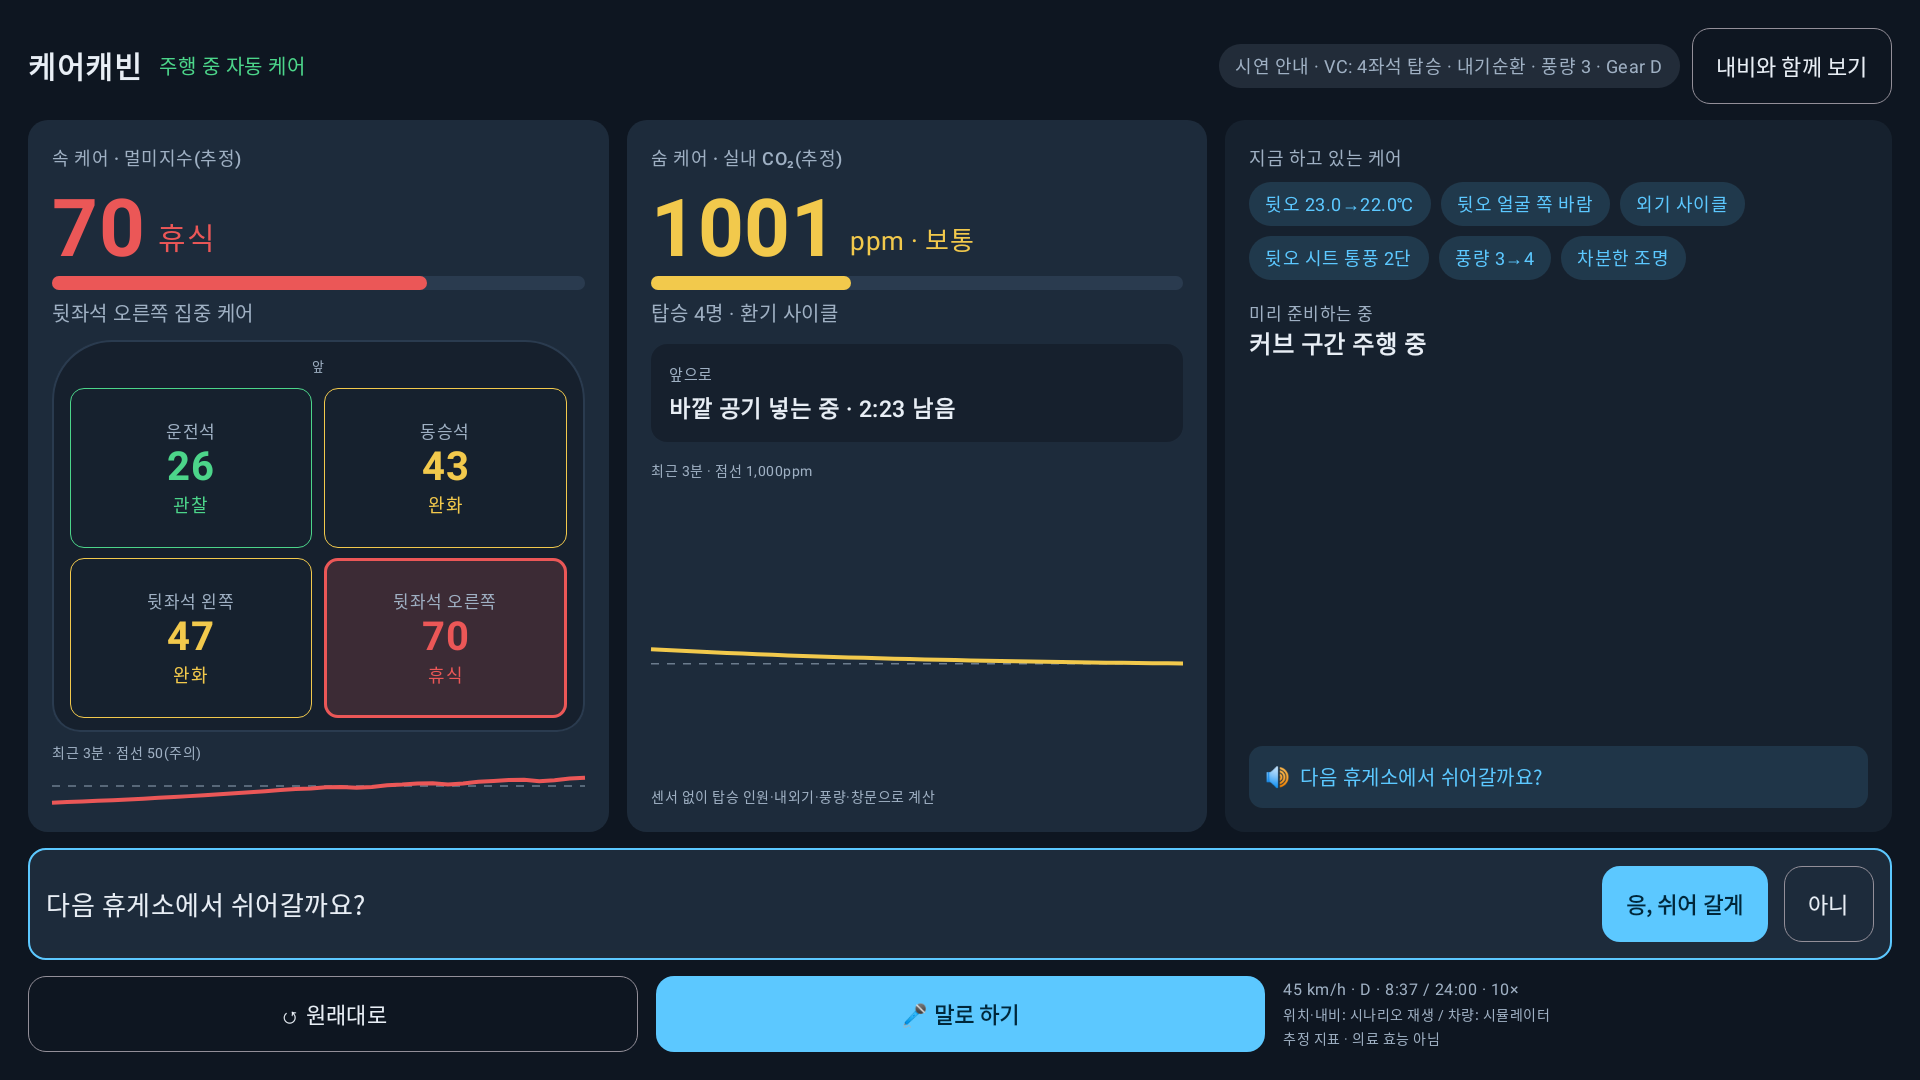 케어캐빈
주행 중 자동 케어
시연 안내 · VC: 4좌석 탑승 · 내기순환 · 풍량 3 · Gear D
내비와 함께 보기
속 케어 · 멀미지수(추정)
70 휴식
뒷좌석 오른쪽 집중 케어
앞
운전석
26
관찰
동승석
43
완화
뒷좌석 왼쪽
47
완화
뒷좌석 오른쪽
70
휴식
최근 3분 · 점선 50(주의)
숨 케어 · 실내 CO₂(추정)
1001 ppm · 보통
탑승 4명 · 환기 사이클
앞으로
바깥 공기 넣는 중 · 2:23 남음
최근 3분 · 점선 1,000ppm
센서 없이 탑승 인원·내외기·풍량·창문으로 계산
지금 하고 있는 케어
뒷오 23.0→22.0℃
뒷오 얼굴 쪽 바람
외기 사이클
뒷오 시트 통풍 2단
풍량 3→4
차분한 조명
미리 준비하는 중
커브 구간 주행 중
🔊 다음 휴게소에서 쉬어갈까요?
다음 휴게소에서 쉬어갈까요?
응, 쉬어 갈게
아니
↺ 원래대로
🎤 말로 하기
45 km/h · D · 8:37 / 24:00 · 10×
위치·내비: 시나리오 재생 / 차량: 시뮬레이터
추정 지표 · 의료 효능 아님